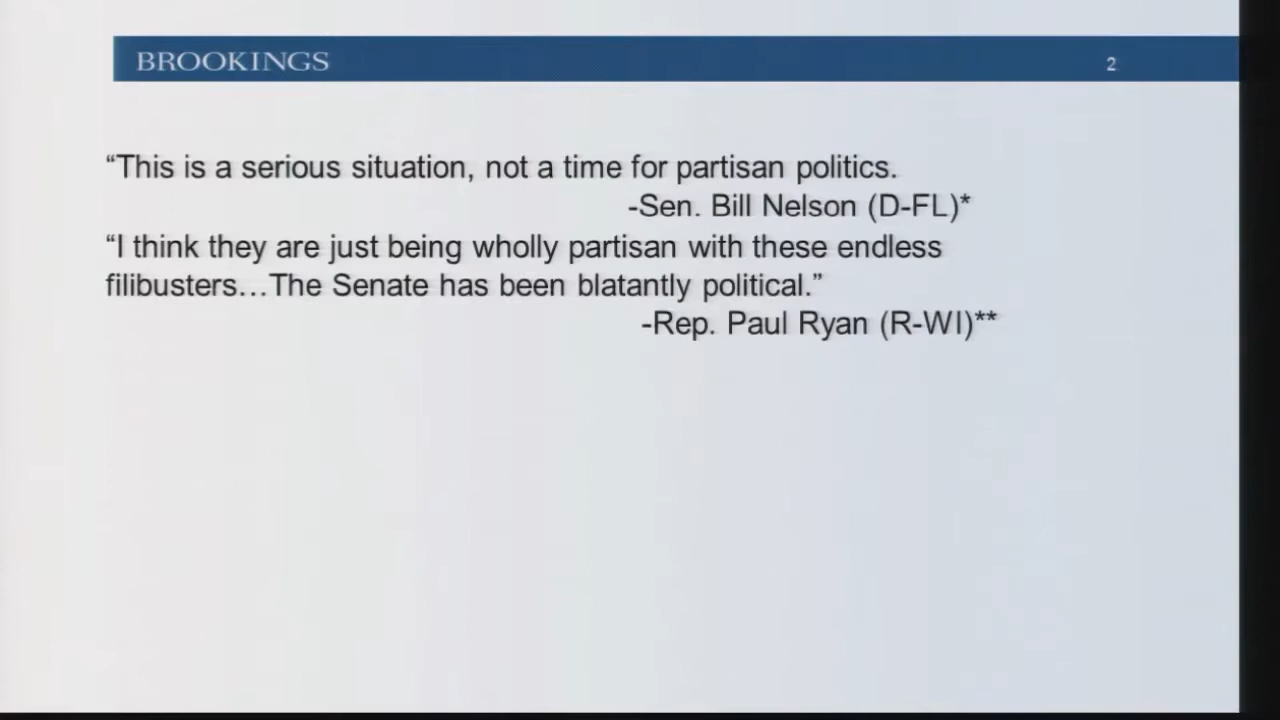 BROOKINGS
2
“This is a serious situation, not a time for partisan politics.
-Sen. Bill Nelson (D-FL)*
“I think they are just being wholly partisan with these endless
filibusters…The Senate has been blatantly political.”
-Rep. Paul Ryan (R-WI)**